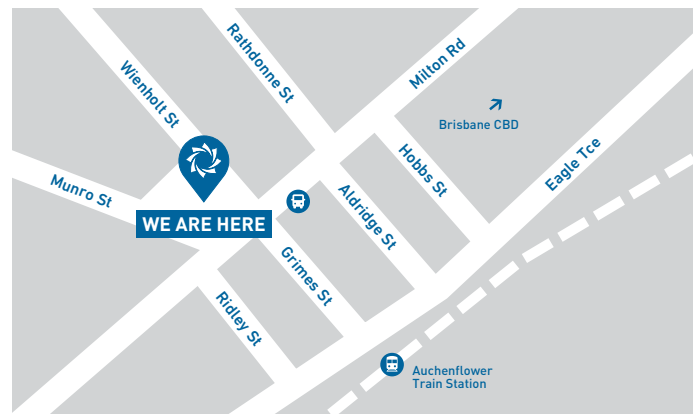 Rathdonne St
Milton Rd
Wienholt St
Brisbane CBD
Hobbs St
Eagle Tce
Munro St
Aldridge St
WE ARE HERE
Grimes St
Ridley St
Auchenflower
Train Station